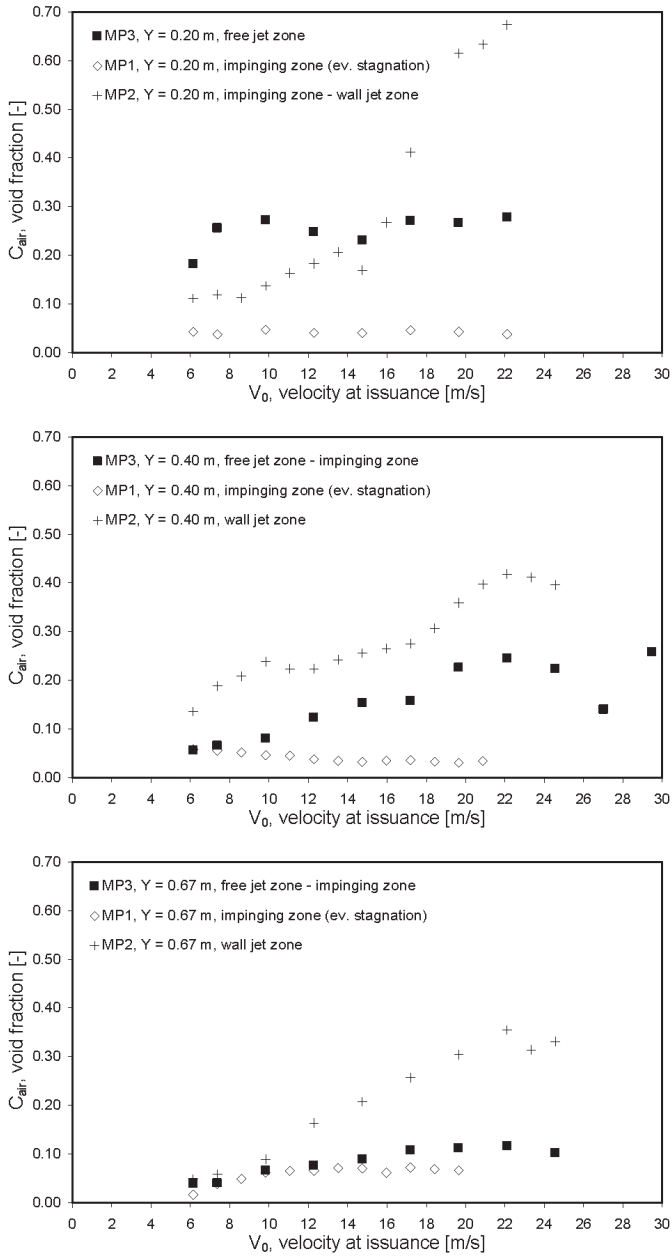 0.70
0.60
0.50
0.40
0.30
0.20
0.10
0.00
C_air, void fraction [-]
MP3, Y = 0.20 m, free jet zone
MP1, Y = 0.20 m, impinging zone (ev. stagnation)
MP2, Y = 0.20 m, impinging zone - wall jet zone
0 2 4 6 8 10 12 14 16 18 20 22 24 26 28 30
V_0, velocity at issuance [m/s]
0.70
0.60
0.50
0.40
0.30
0.20
0.10
0.00
C_air, void fraction [-]
MP3, Y = 0.40 m, free jet zone - impinging zone
MP1, Y = 0.40 m, impinging zone (ev. stagnation)
MP2, Y = 0.40 m, wall jet zone
0 2 4 6 8 10 12 14 16 18 20 22 24 26 28 30
V_0, velocity at issuance [m/s]
0.70
0.60
0.50
0.40
0.30
0.20
0.10
0.00
C_air, void fraction [-]
MP3, Y = 0.67 m, free jet zone - impinging zone
MP1, Y = 0.67 m, impinging zone (ev. stagnation)
MP2, Y = 0.67 m, wall jet zone
0 2 4 6 8 10 12 14 16 18 20 22 24 26 28 30
V_0, velocity at issuance [m/s]